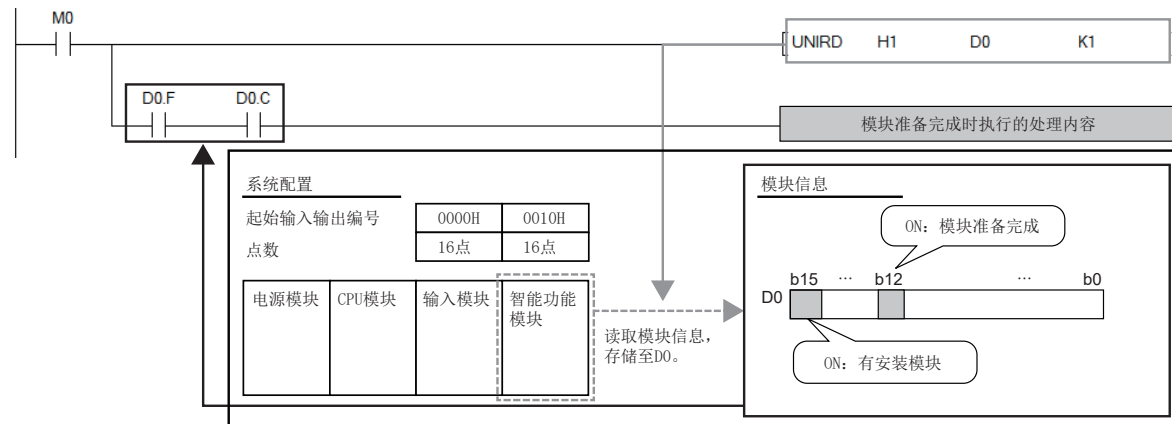 M0
UNIRD H1 D0 K1
D0.F D0.C
模块准备完成时执行的处理内容
系统配置
起始输入输出编号 0000H 0010H
点数 16点 16点
电源模块 CPU模块 输入模块 智能功能
模块
读取模块信息，
存储至D0。
模块信息
ON：模块准备完成
b15 … b12 … b0
D0
ON：有安装模块